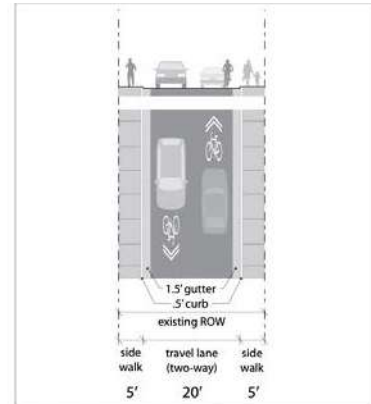 1.5' gutter
.5' curb
existing ROW
side walk
travel lane (two-way)
side walk
5'
20'
5'